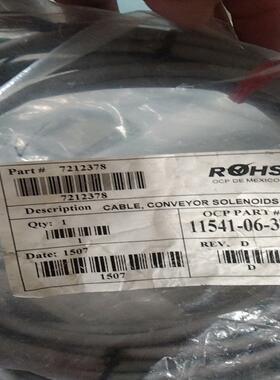 Part # 7212378
ROHS
OCP DE MEXICO
7212378
Description CABLE, CONVEYOR SOLENOIDS
Qty: 1
OCP PART #
1
11541-06-3
REV. D
Date: 1507
D
1507